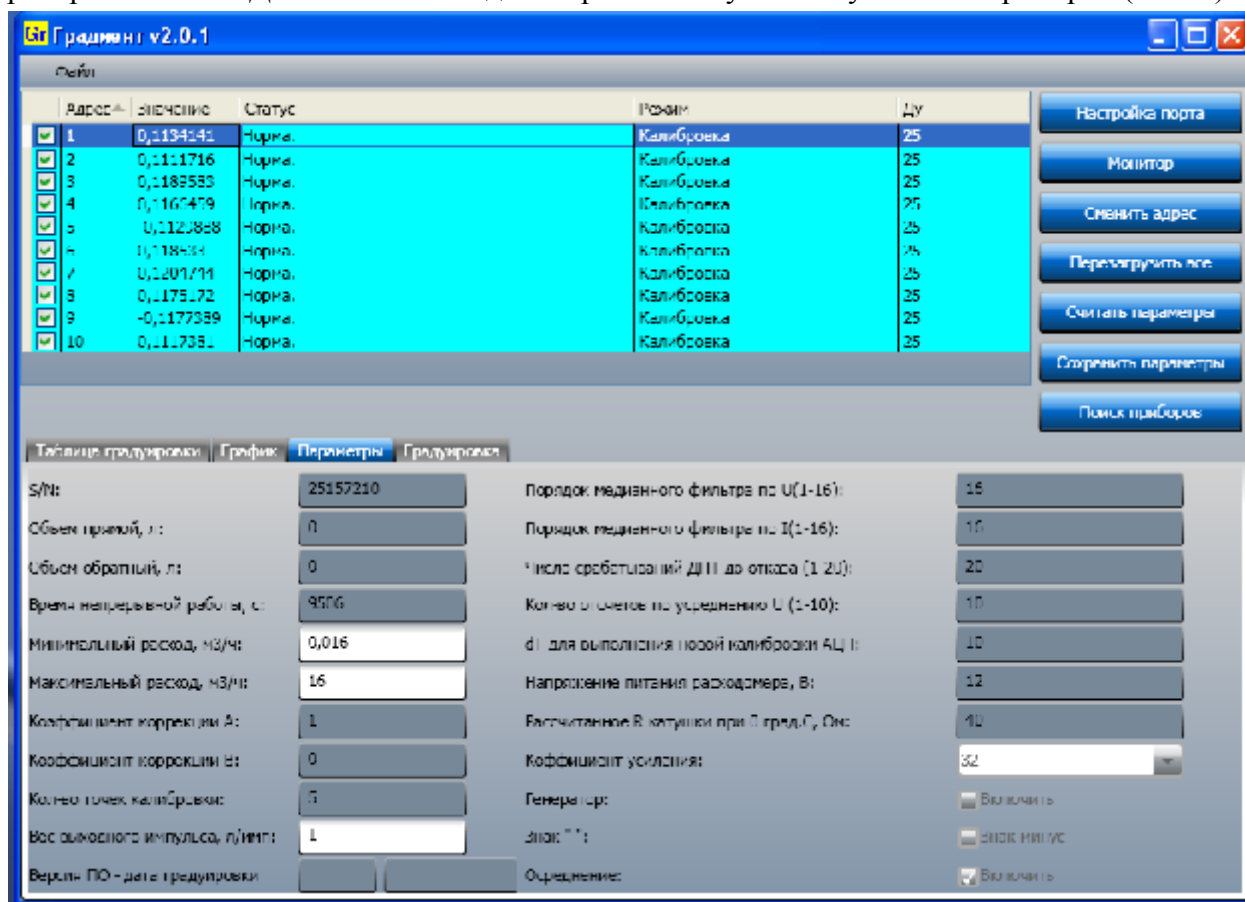 Градиент v2.0.1
Файл
Адрес Значение Статус Режим Ду
1 0,1134141 Норма. Калибровка 25
2 0,1111716 Норма. Калибровка 25
3 Норма. Калибровка 25
4 Норма. Калибровка 25
5 Норма. Калибровка 25
6 Норма. Калибровка 25
7 0,1204744 Норма. Калибровка 25
8 0,1175172 Норма. Калибровка 25
9 -0,1177389 Норма. Калибровка 25
10 Норма. Калибровка 25
Настройка порта
Монитор
Сменить адрес
Перезагрузить все
Считать параметры
Сохранить параметры
Поиск приборов
Таблица градуировки График Параметры Градуировка
S/N: 25157210
Объем прямой, л: 0
Объем обратный, л: 0
Время непрерывной работы, с: 9506
Минимальный расход, м3/ч: 0,016
Максимальный расход, м3/ч: 16
Коэффициент коррекции A: 1
Коэффициент коррекции B: 0
Кол-во точек калибровки: 5
Вес выходного импульса, л/имп: 1
Версия ПО - дата градуировки
Порядок медианного фильтра по U(1-16): 16
Порядок медианного фильтра по I(1-16): 16
Число срабатываний до отказа (1-20): 20
Кол-во отсчетов по усреднению U (1-10): 10
для выполнения новой калибровки АЦП: 10
Напряжение питания расходомера, В: 12
Рассчитанное R катушки при 0 град.C, Ом: 40
Коффициент усиления: 32
Генератор: Включить
Знак "-": Знак минус
Осреднение: Включить